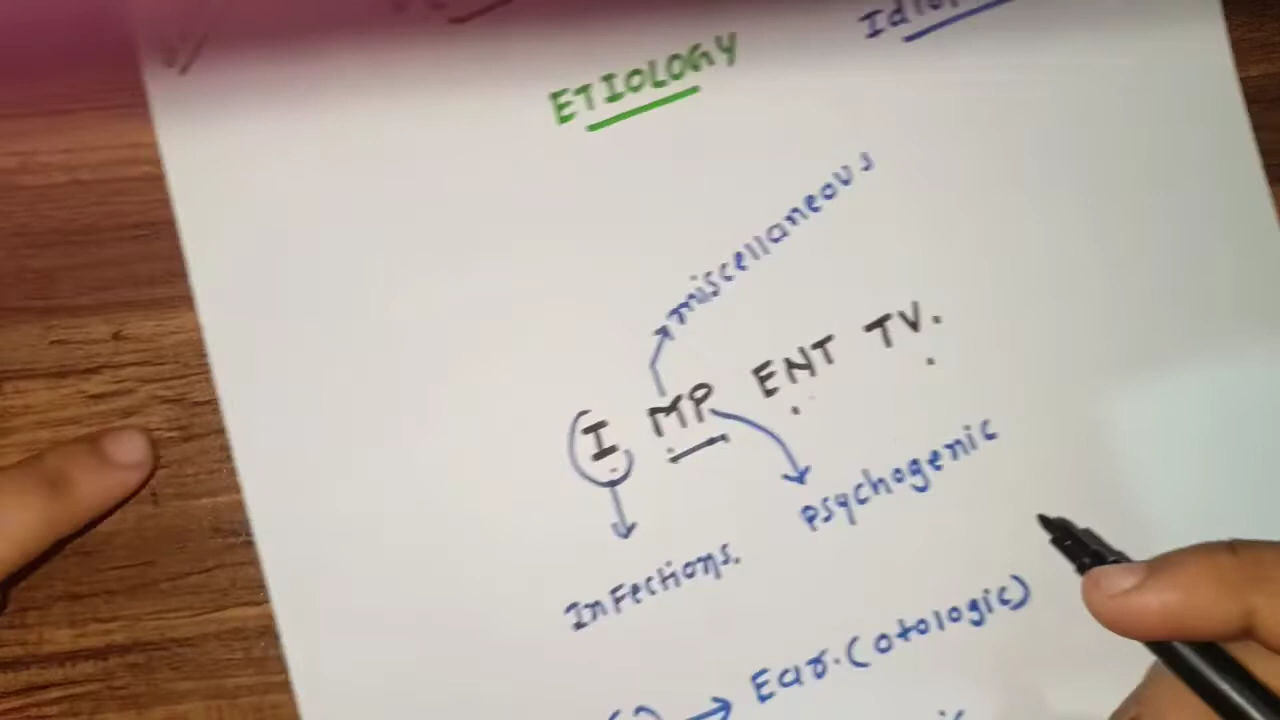 ETIOLOGY
miscellaneous
I MP ENT TV.
psychogenic
Infections.
Ear. (otologic)